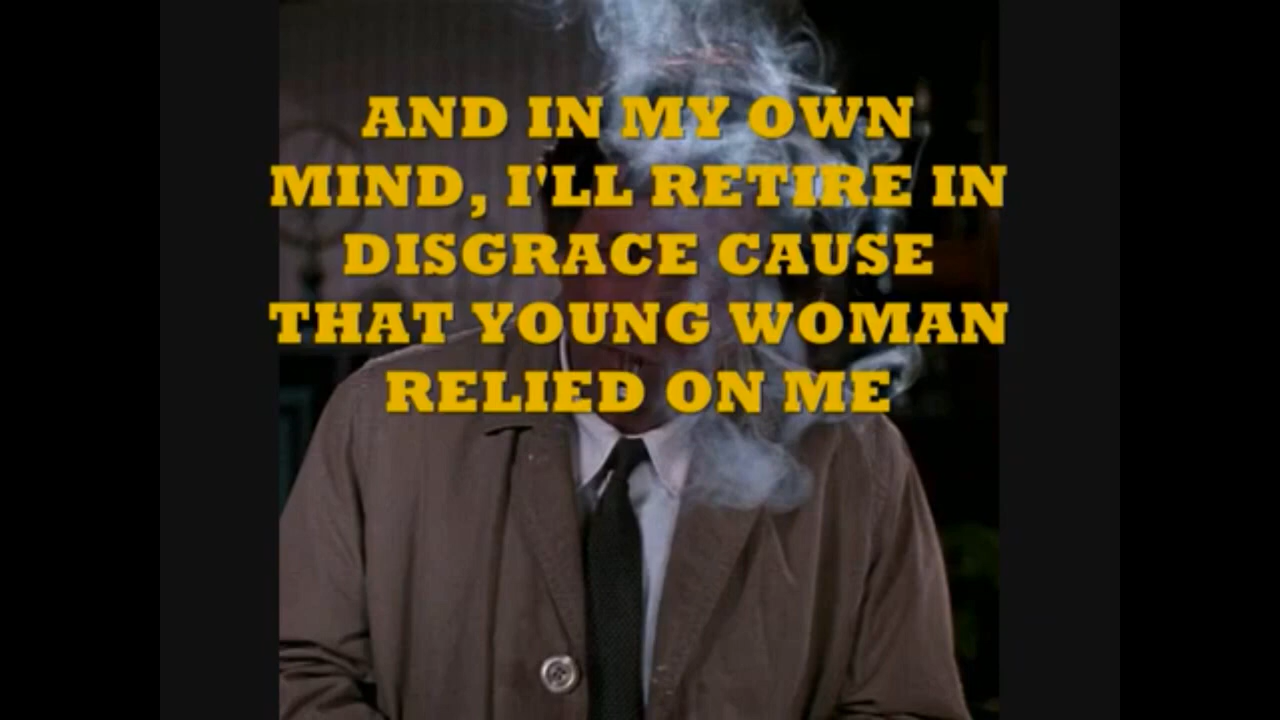 AND IN MY OWN
MIND, I'LL RETIRE IN
DISGRACE CAUSE
THAT YOUNG WOMAN
RELIED ON ME